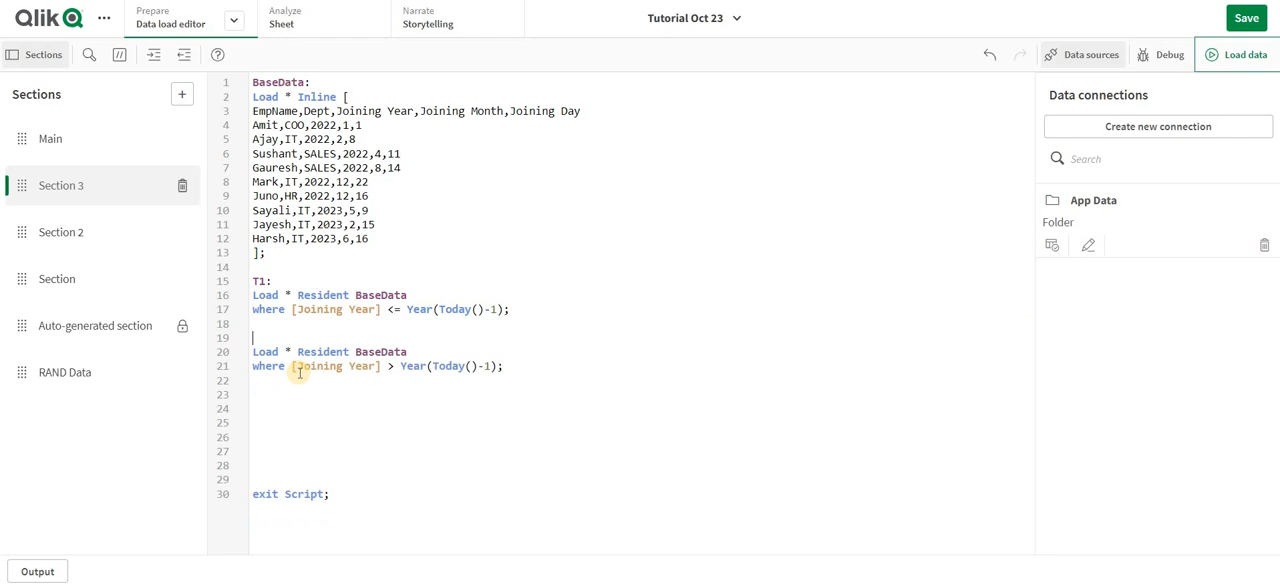 Qlik
Prepare
Data load editor
Analyze
Sheet
Narrate
Storytelling
Tutorial Oct 23
Save
Sections
Data sources
Debug
Load data
Sections
Main
Section 3
Section 2
Section
Auto-generated section
RAND Data
1 BaseData:
2 Load * Inline [
3 EmpName,Dept,Joining Year,Joining Month,Joining Day
4 Amit,COO,2022,1,1
5 Ajay,IT,2022,2,8
6 Sushant,SALES,2022,4,11
7 Gauresh,SALES,2022,8,14
8 Mark,IT,2022,12,22
9 Juno,HR,2022,12,16
10 Sayali,IT,2023,5,9
11 Jayesh,IT,2023,2,15
12 Harsh,IT,2023,6,16
13 ];
14
15 T1:
16 Load * Resident BaseData
17 where [Joining Year] <= Year(Today()-1);
18
19
20 Load * Resident BaseData
21 where [Joining Year] > Year(Today()-1);
22
23
24
25
26
27
28
29
30 exit Script;
Data connections
Create new connection
Search
App Data
Folder
Output